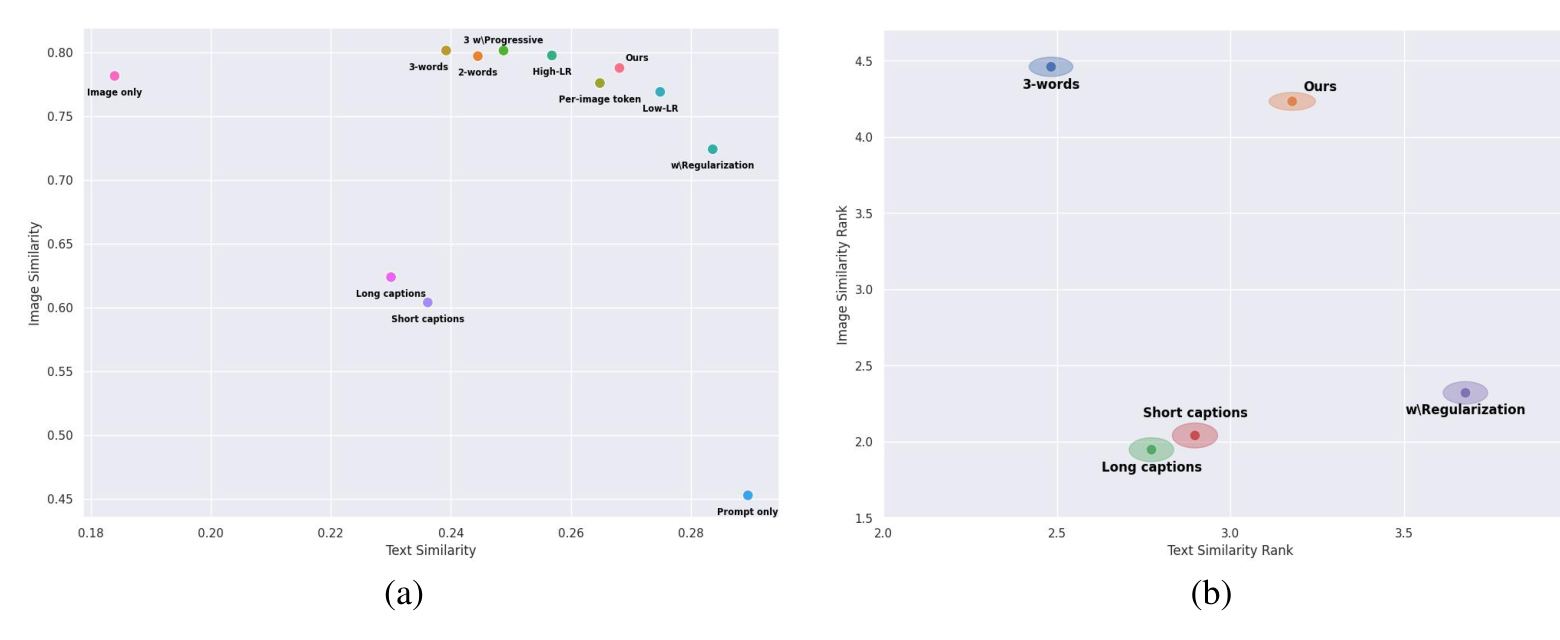 0.80
0.75
0.70
0.65
0.60
0.55
0.50
0.45
Image Similarity
3 w\Progressive
3-words
2-words
High-LR
Ours
Per-image token
Low-LR
Image only
w\Regularization
Long captions
Short captions
Prompt only
0.18 0.20 0.22 0.24 0.26 0.28
Text Similarity
(a)
4.5
4.0
3.5
3.0
2.5
2.0
1.5
Image Similarity Rank
3-words
Ours
w\Regularization
Short captions
Long captions
2.0 2.5 3.0 3.5
Text Similarity Rank
(b)